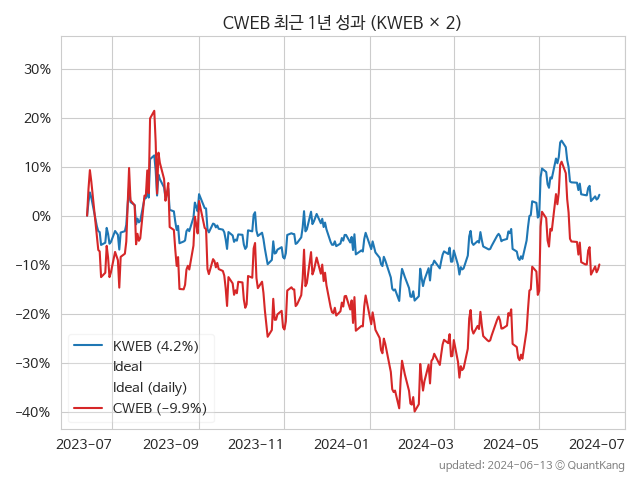 CWEB 최근 1년 성과 (KWEB × 2)
30%
20%
10%
0%
−10%
−20%
−30%
−40%
KWEB (4.2%)
Ideal
Ideal (daily)
CWEB (−9.9%)
2023-07 2023-09 2023-11 2024-01 2024-03 2024-05 2024-07
updated: 2024-06-13 ⓒ QuantKang